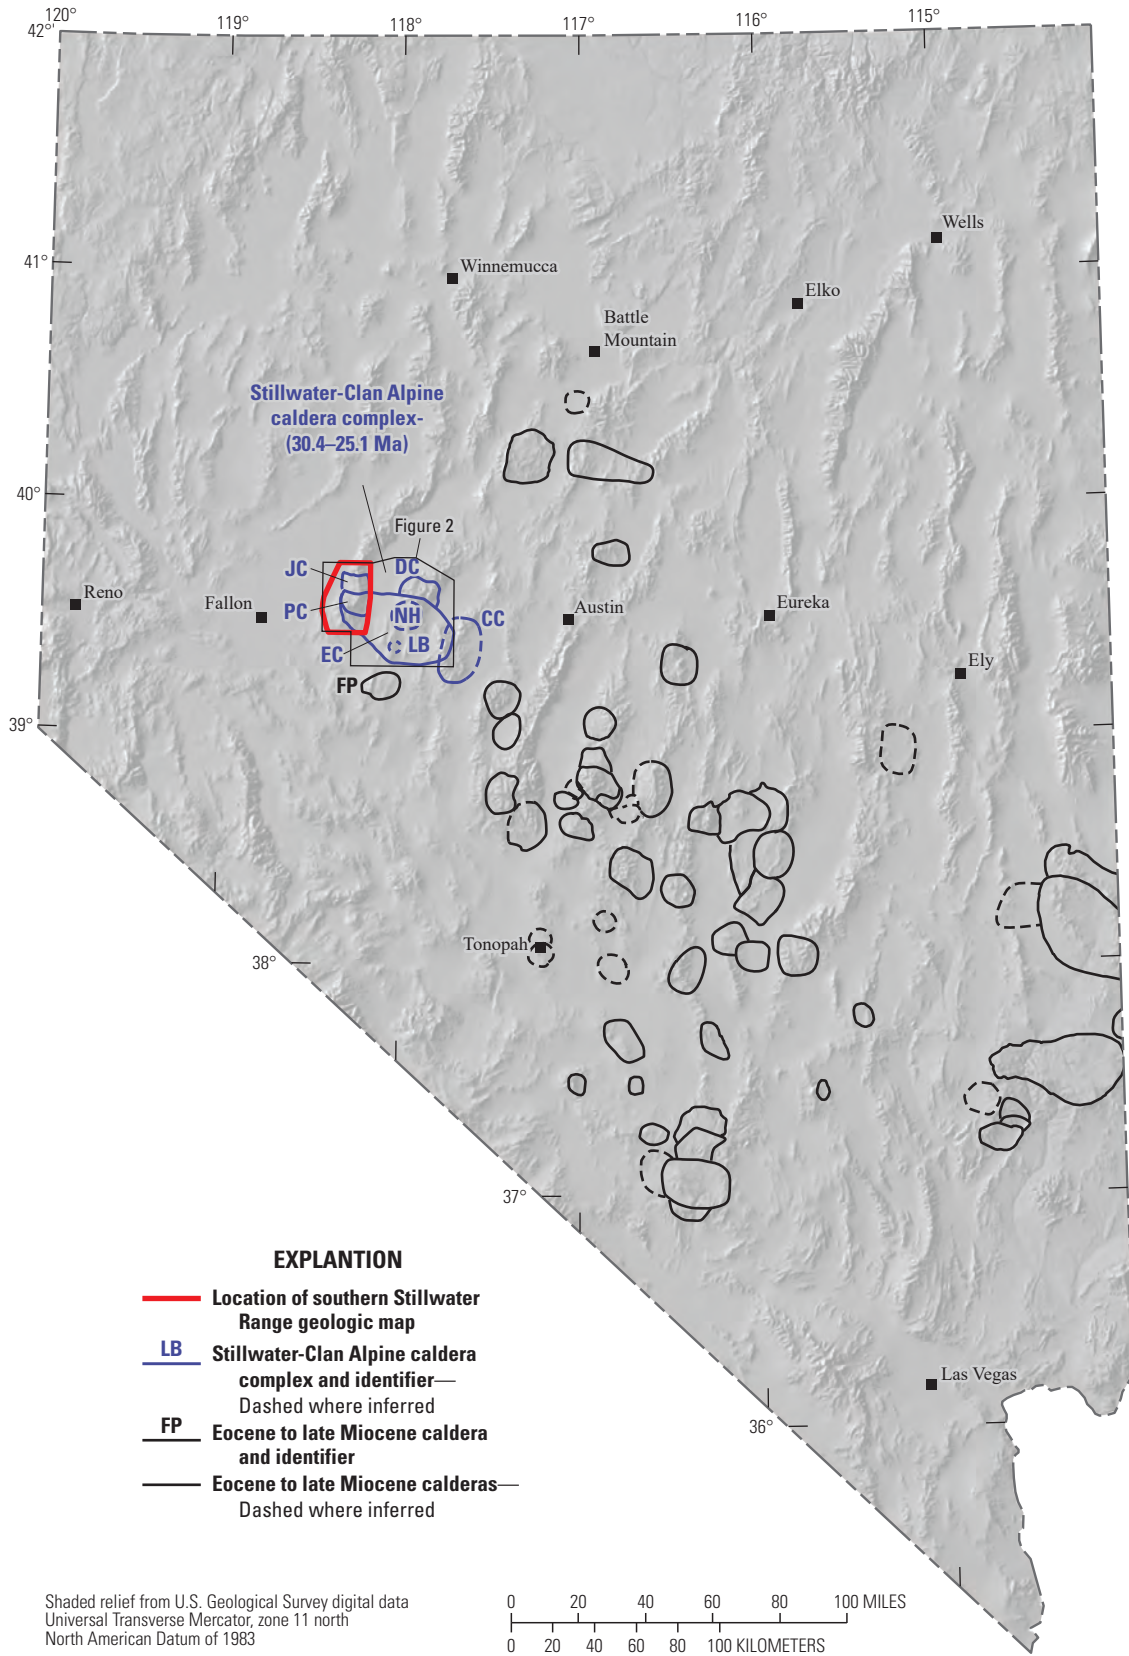 120°
119°
118°
117°
116°
115°
42°
Wells
41°
Winnemucca
Elko
Battle
Mountain
Stillwater-Clan Alpine
caldera complex-
(30.4–25.1 Ma)
40°
Figure 2
JC
DC
Reno
Fallon
PC
NH
CC
Austin
Eureka
EC
LB
Ely
FP
39°
Tonopah
38°
37°
EXPLANTION
Location of southern Stillwater
Range geologic map
LB
Stillwater-Clan Alpine caldera
complex and identifier—
Dashed where inferred
FP
Eocene to late Miocene caldera
and identifier
Eocene to late Miocene calderas—
Dashed where inferred
Las Vegas
36°
Shaded relief from U.S. Geological Survey digital data
Universal Transverse Mercator, zone 11 north
North American Datum of 1983
0 20 40 60 80 100 MILES
0 20 40 60 80 100 KILOMETERS